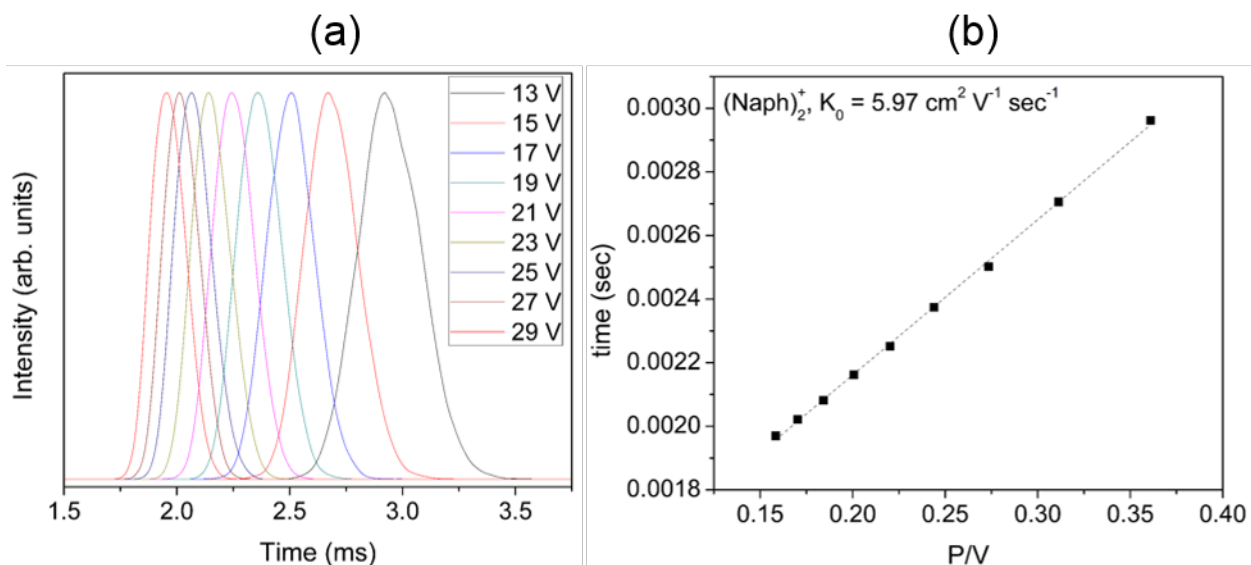 (a)
13 V
15 V
17 V
19 V
21 V
23 V
25 V
27 V
29 V
Intensity (arb. units)
1.5 2.0 2.5 3.0 3.5
Time (ms)
(b)
(Naph)₂⁺, K₀ = 5.97 cm² V⁻¹ sec⁻¹
0.0030
0.0028
0.0026
0.0024
0.0022
0.0020
0.0018
time (sec)
0.15 0.20 0.25 0.30 0.35 0.40
P/V